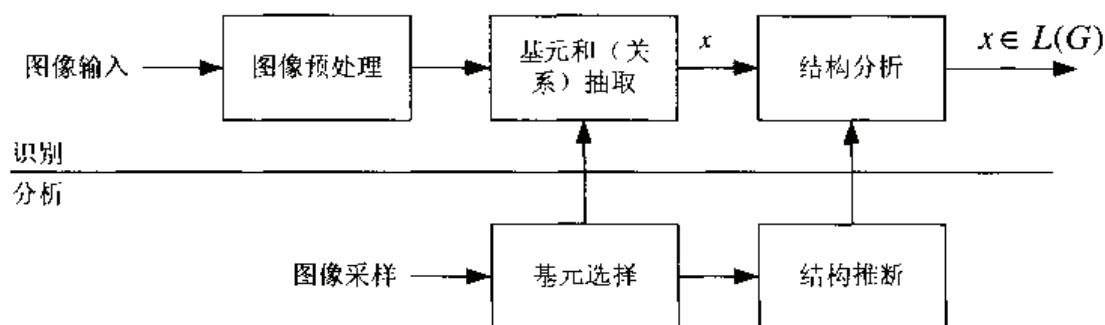 图像输入
图像预处理
基元和（关
系）抽取
x
结构分析
x∈ L(G)
识别
分析
图像采样
基元选择
结构推断